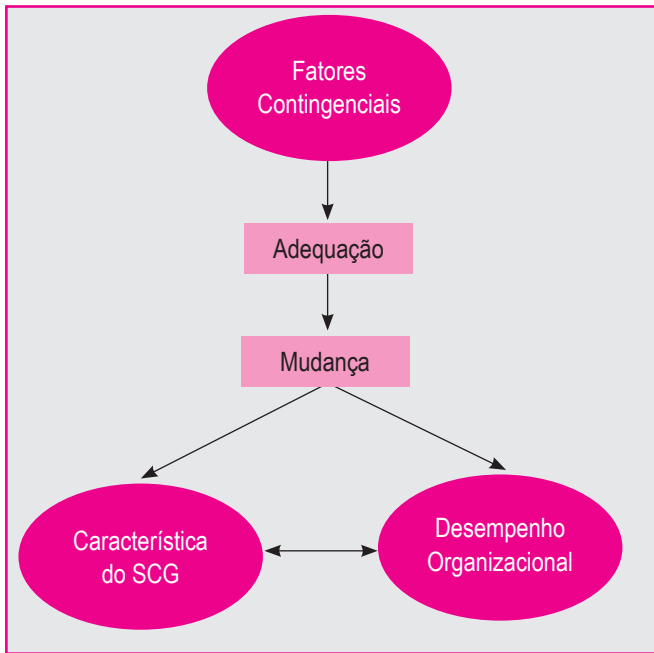 Fatores
Contingenciais
Adequação
Mudança
Característica
do SCG
Desempenho
Organizacional